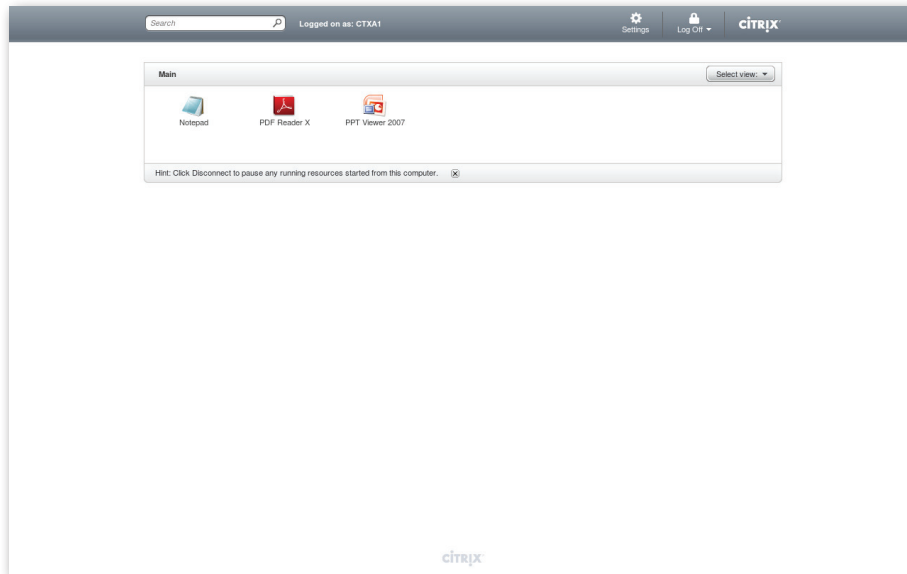 Search
Logged on as: CTXA1
Settings
Log Off
CITRIX
Main
Select view:
Notepad
PDF Reader X
PPT Viewer 2007
Hint: Click Disconnect to pause any running resources started from this computer.
CITRIX